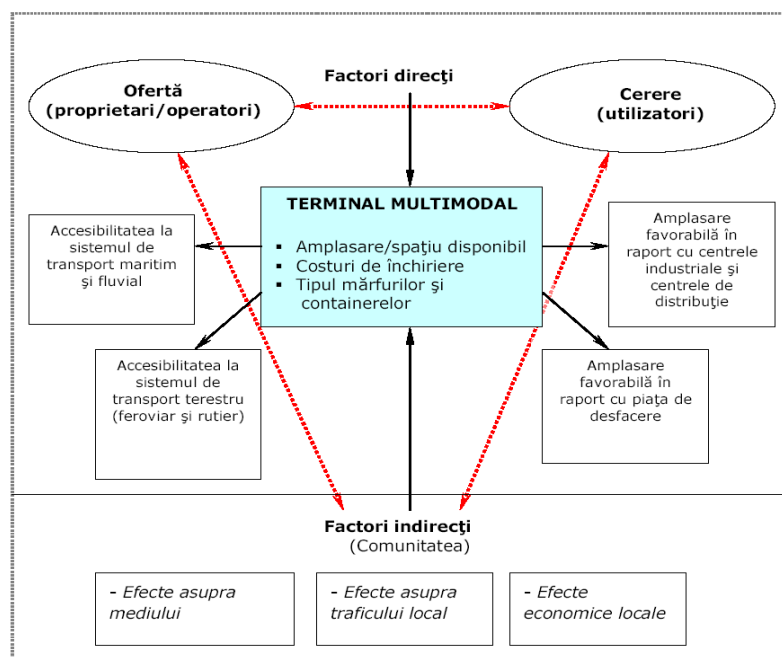 Factori direcţi
Ofertă
(proprietari/operatori)
Cerere
(utilizatori)
TERMINAL MULTIMODAL
▪ Amplasare/spaţiu disponibil
▪ Costuri de închiriere
▪ Tipul mărfurilor şi
containerelor
Accesibilitatea la
sistemul de
transport maritim
şi fluvial
Amplasare
favorabilă în
raport cu centrele
industriale şi
centrele de
distribuţie
Accesibilitatea la
sistemul de
transport terestru
(feroviar şi rutier)
Amplasare
favorabilă în
raport cu piaţa de
desfacere
Factori indirecţi
(Comunitatea)
- Efecte asupra
mediului
- Efecte asupra
traficului local
- Efecte
economice locale